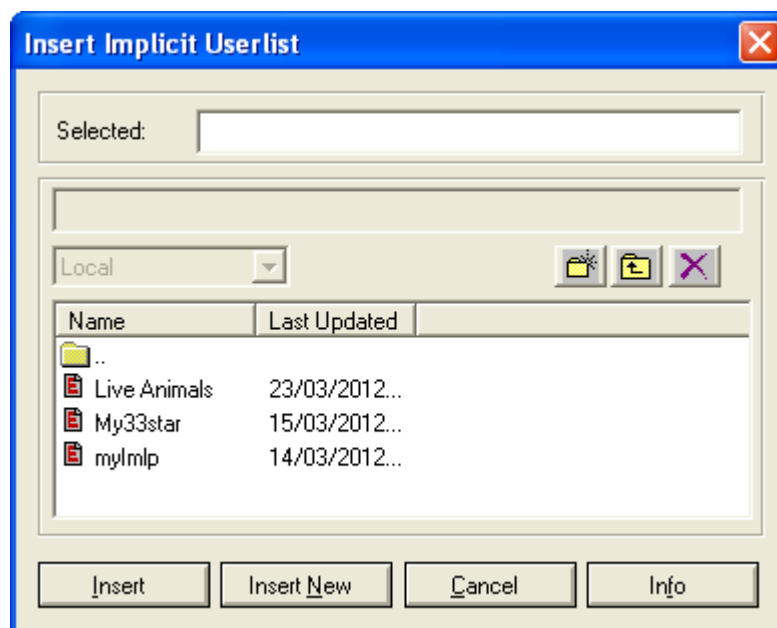 Insert Implicit Userlist
Selected:
Local
Name Last Updated
..
Live Animals 23/03/2012...
My33star 15/03/2012...
mylmlp 14/03/2012...
Insert Insert New Cancel Info